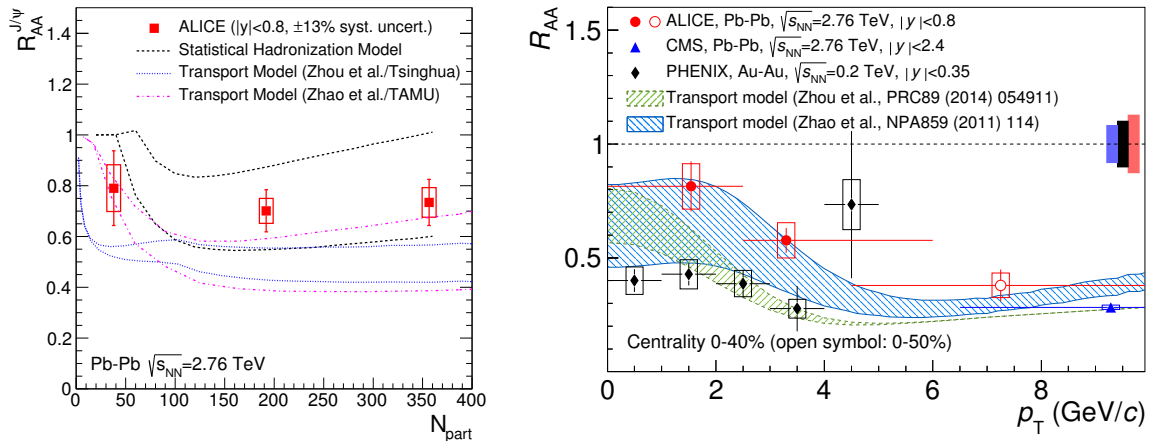 R_AA^J/ψ
ALICE (|y|<0.8, ±13% syst. uncert.)
Statistical Hadronization Model
Transport Model (Zhou et al./Tsinghua)
Transport Model (Zhao et al./TAMU)
1.4
1.2
1
0.8
0.6
0.4
0.2
0
Pb-Pb √s_NN=2.76 TeV
0 50 100 150 200 250 300 350 400
N_part
R_AA
ALICE, Pb-Pb, √s_NN=2.76 TeV, |y|<0.8
CMS, Pb-Pb, √s_NN=2.76 TeV, |y|<2.4
PHENIX, Au-Au, √s_NN=0.2 TeV, |y|<0.35
Transport model (Zhou et al., PRC89 (2014) 054911)
Transport model (Zhao et al., NPA859 (2011) 114)
1.5
1
0.5
Centrality 0-40% (open symbol: 0-50%)
0 2 4 6 8
p_T (GeV/c)